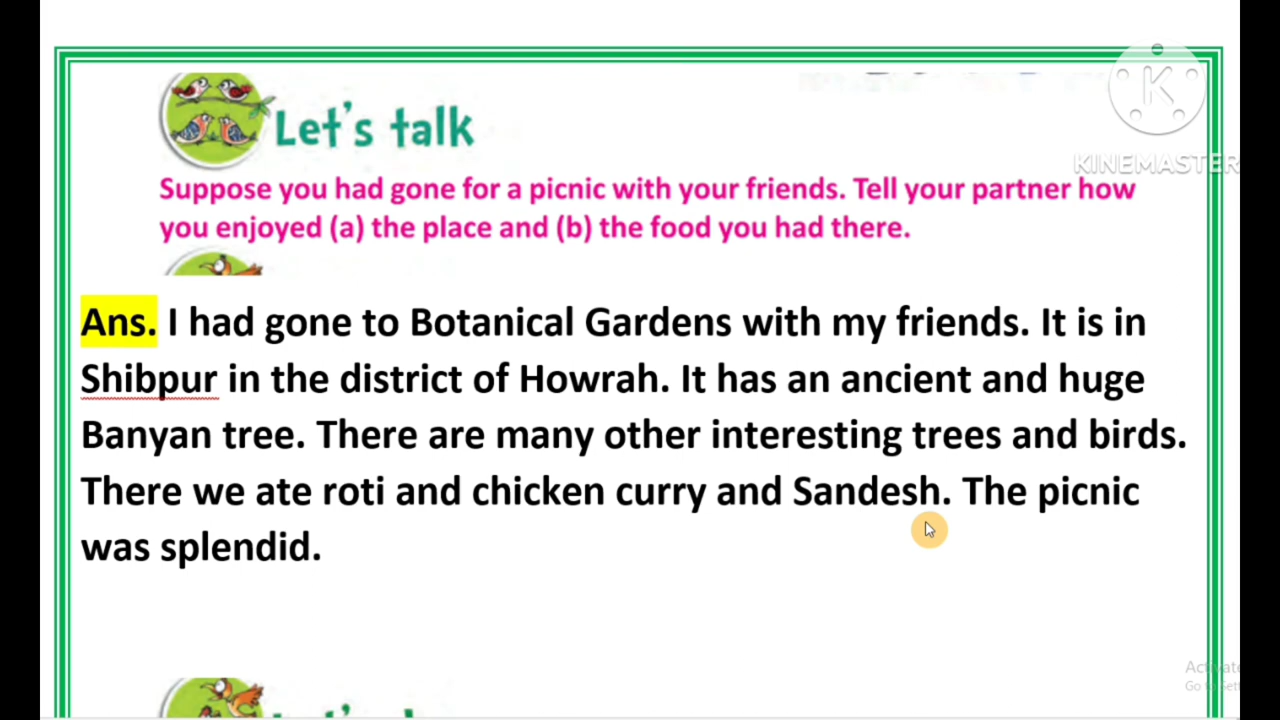 Let's talk
KINEMASTER
Suppose you had gone for a picnic with your friends. Tell your partner how
you enjoyed (a) the place and (b) the food you had there.
Ans. I had gone to Botanical Gardens with my friends. It is in
Shibpur in the district of Howrah. It has an ancient and huge
Banyan tree. There are many other interesting trees and birds.
There we ate roti and chicken curry and Sandesh. The picnic
was splendid.